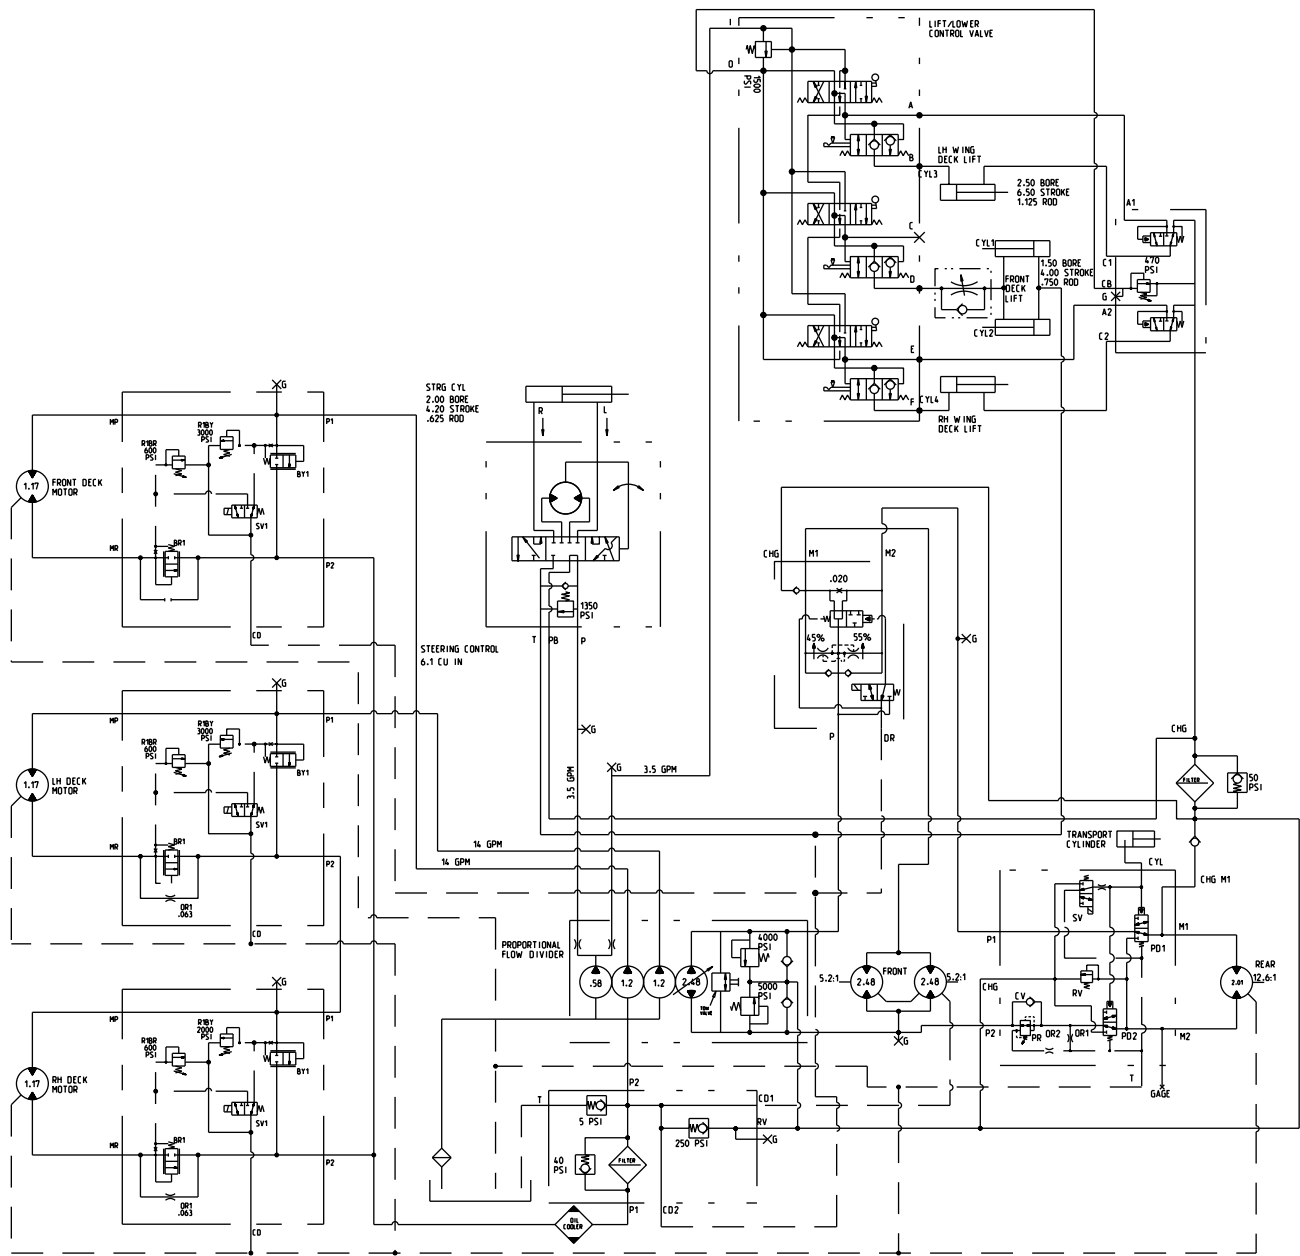 LIFT/LOWER
CONTROL VALVE
I
O
1500
PSI
A
B
CYL3
LH WING
DECK LIFT
2.50 BORE
6.50 STROKE
1.125 ROD
A1
C
CYL1
C1
470
PSI
D
FRONT
DECK
LIFT
1.50 BORE
4.00 STROKE
.750 ROD
CB
G
A2
CYL2
C2
E
F
CYL4
RH WING
DECK LIFT
G
MP
P1
R1BR
600
PSI
R1BY
3000
PSI
BY1
1.17
FRONT DECK
MOTOR
SV1
MR
BR1
P2
CD
STRG CYL
2.00 BORE
4.20 STROKE
.625 ROD
R
L
1350
PSI
T
PB
P
STEERING CONTROL
6.1 CU IN
CHG
M1
M2
.020
45%
55%
G
P
DR
G
MP
P1
R1BR
600
PSI
R1BY
3000
PSI
BY1
1.17
LH DECK
MOTOR
SV1
MR
BR1
P2
OR1
.063
CD
G
3.5 GPM
G
3.5 GPM
CHG
FILTER
50
PSI
14 GPM
14 GPM
TRANSPORT
CYLINDER
CYL
CHG M1
SV
M1
P1
PD1
PROPORTIONAL
FLOW DIVIDER
4000
PSI
5000
PSI
.58
1.2
1.2
2.48
TOW
VALVE
5.2:1
2.48
FRONT
2.48
5.2:1
G
CHG
RV
CV
P2
PR
OR2
OR1
PD2
M2
REAR
12.6:1
2.01
T
GAGE
G
MP
P1
R1BR
600
PSI
R1BY
2000
PSI
BY1
1.17
RH DECK
MOTOR
SV1
MR
BR1
P2
OR1
.063
CD
P2
T
5 PSI
CD1
RV
250 PSI
G
40
PSI
FILTER
P1
CD2
OIL
COOLER